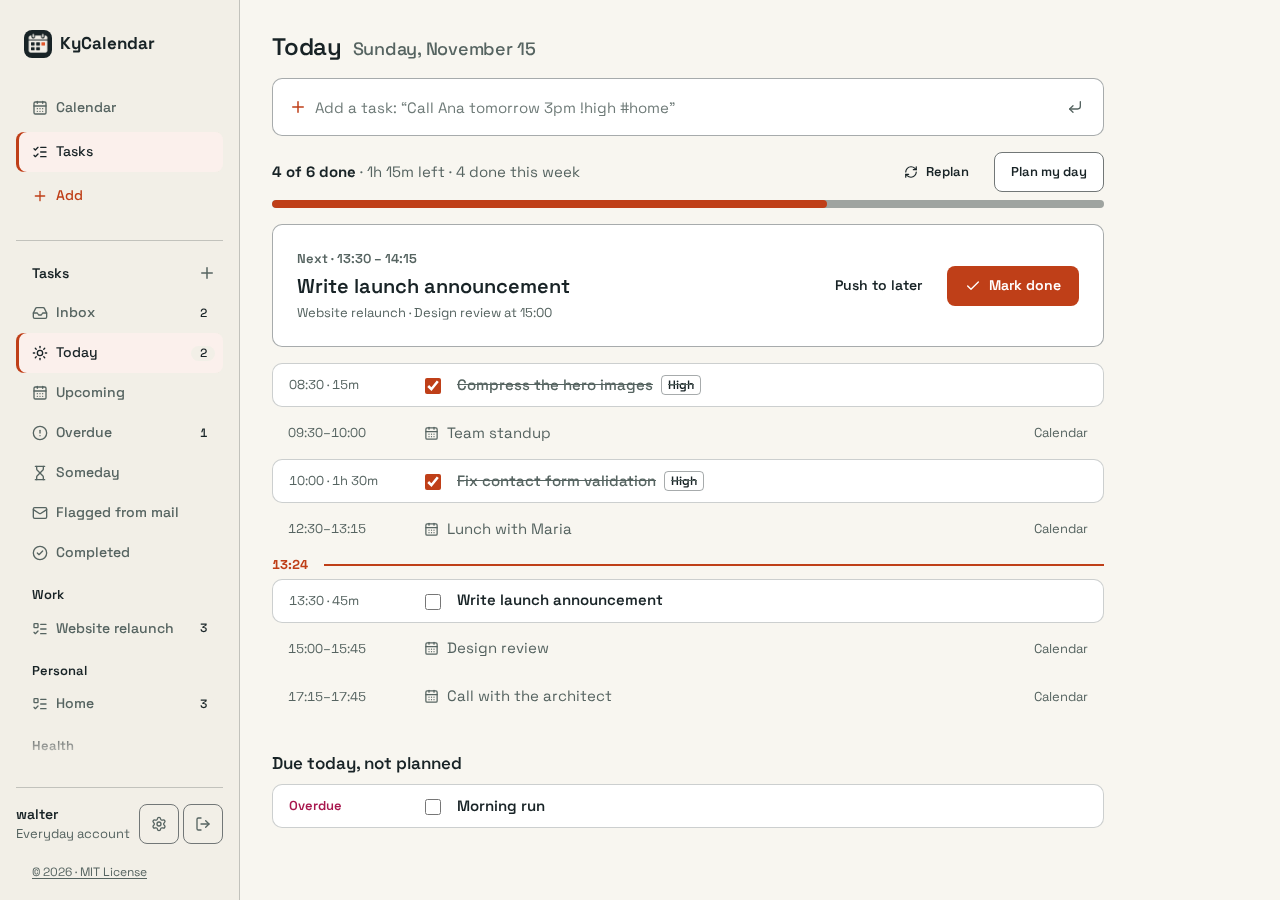 KyCalendar
Calendar
Tasks
Add
Tasks
Inbox 2
Today 2
Upcoming
Overdue 1
Someday
Flagged from mail
Completed
Work
Website relaunch 3
Personal
Home 3
Health
walter
Everyday account
© 2026 · MIT License
Today Sunday, November 15
Add a task: “Call Ana tomorrow 3pm !high #home”
4 of 6 done · 1h 15m left · 4 done this week
Replan
Plan my day
Next · 13:30 – 14:15
Write launch announcement
Website relaunch · Design review at 15:00
Push to later
Mark done
08:30 · 15m Compress the hero images High
09:30–10:00 Team standup Calendar
10:00 · 1h 30m Fix contact form validation High
12:30–13:15 Lunch with Maria Calendar
13:24
13:30 · 45m Write launch announcement
15:00–15:45 Design review Calendar
17:15–17:45 Call with the architect Calendar
Due today, not planned
Overdue Morning run